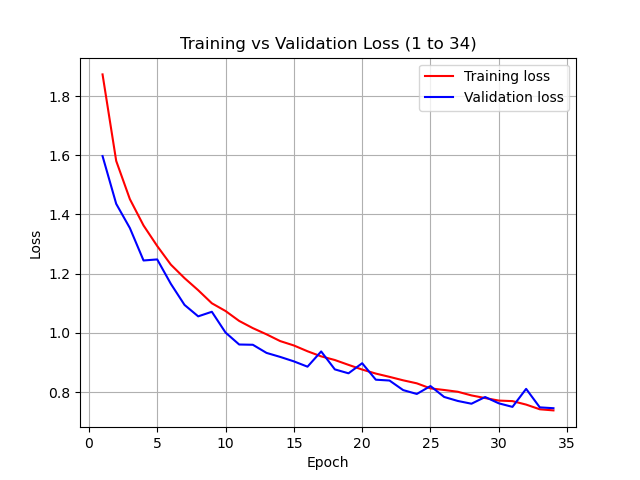 Training vs Validation Loss (1 to 34)
Training loss
Validation loss
Loss
1.8
1.6
1.4
1.2
1.0
0.8
0 5 10 15 20 25 30 35
Epoch